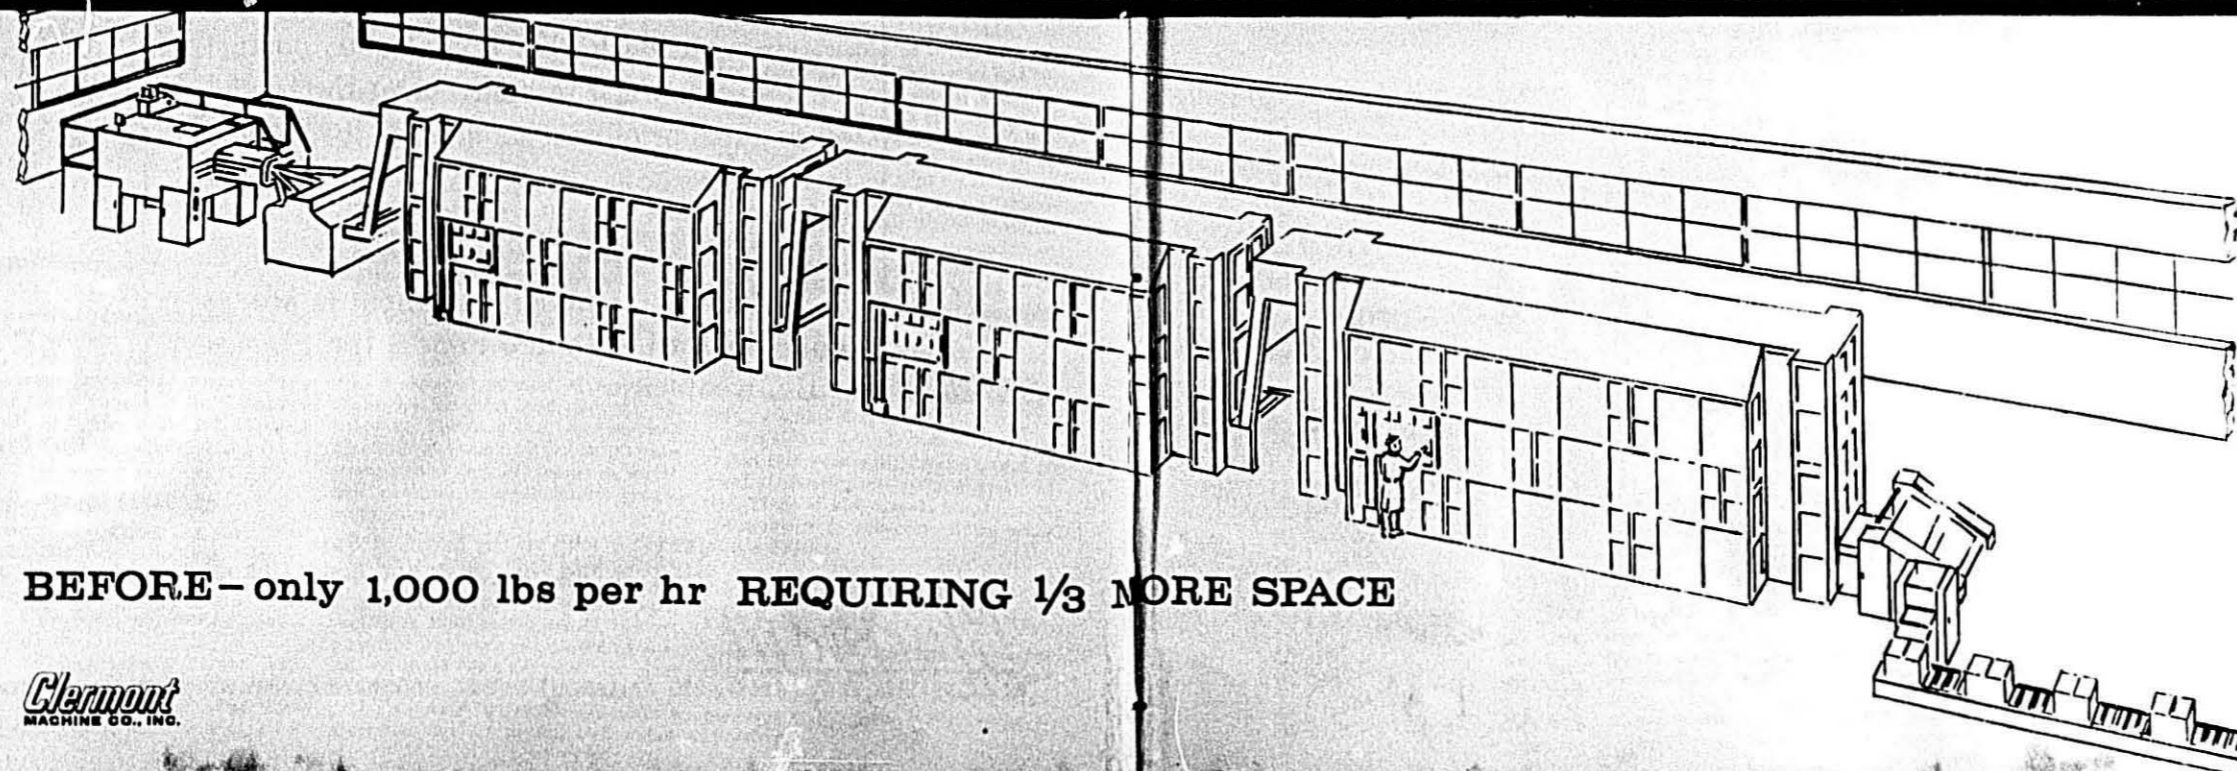 BEFORE – only 1,000 lbs per hr REQUIRING ⅓ MORE SPACE
Clermont
MACHINE CO., INC.